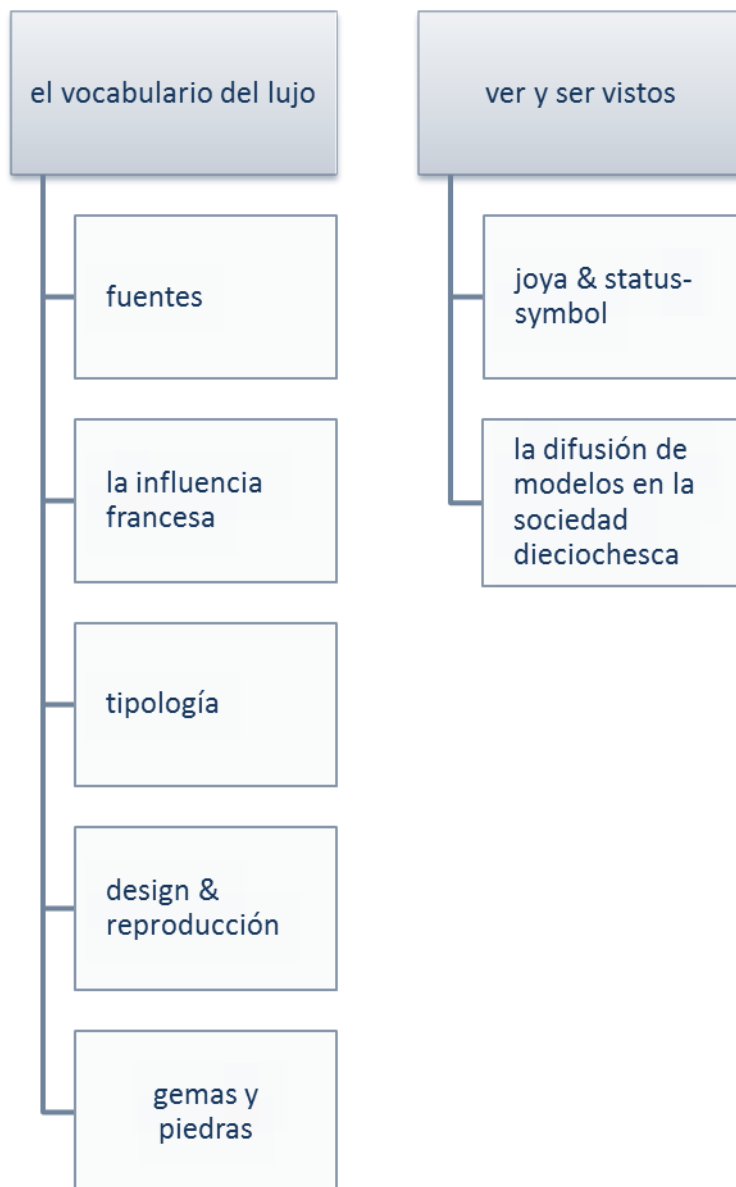 el vocabulario del lujo
fuentes
la influencia
francesa
tipología
design &
reproducción
gemas y
piedras
ver y ser vistos
joya & status-
symbol
la difusión de
modelos en la
sociedad
dieciochesca